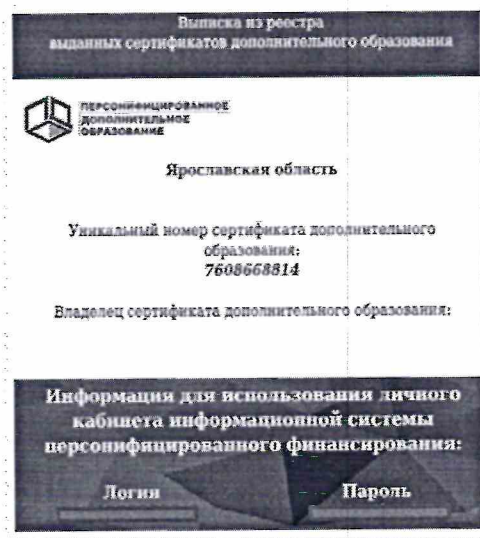 Выписка из реестра
выданных сертификатов дополнительного образования
ПЕРСОНИФИЦИРОВАННОЕ
ДОПОЛНИТЕЛЬНОЕ
ОБРАЗОВАНИЕ
Ярославская область
Уникальный номер сертификата дополнительного
образования:
7608668814
Владелец сертификата дополнительного образования:
Информация для использования личного
кабинета информационной системы
персонифицированного финансирования:
Логин Пароль